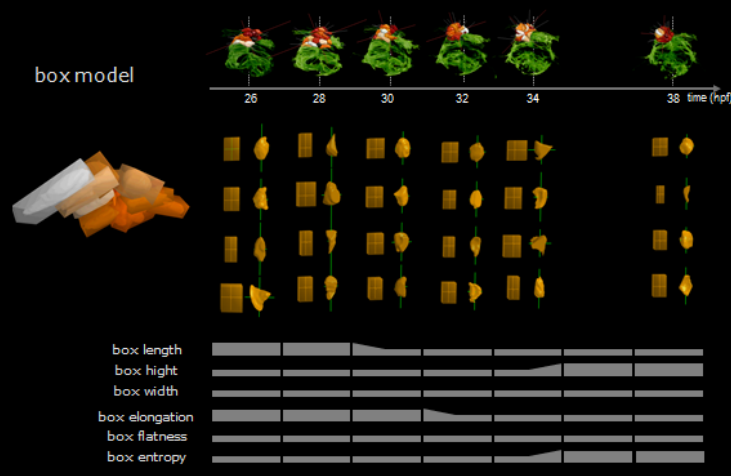 box model
26 28 30 32 34 38 time (hpf)
box length
box hight
box width
box elongation
box flatness
box entropy